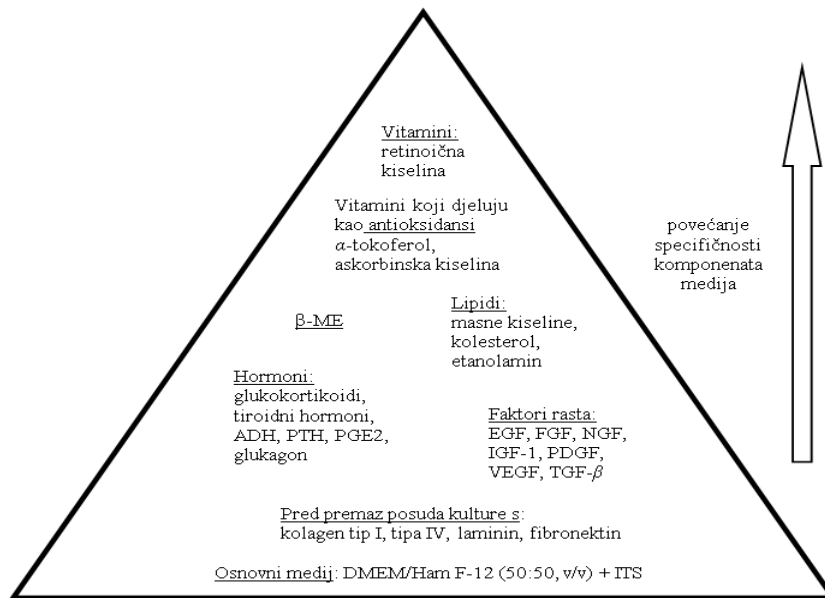 Vitamini:
retinoična
kiselina
Vitamini koji djeluju
kao antioksidansi
α-tokoferol,
askorbinska kiselina
povećanje
specifičnosti
komponenata
medija
β-ME
Lipidi:
masne kiseline,
kolesterol,
etanolamin
Hormoni:
glukokortikoidi,
tiroidni hormoni,
ADH, PTH, PGE2,
glukagon
Faktori rasta:
EGF, FGF, NGF,
IGF-1, PDGF,
VEGF, TGF-β
Pred premaz posuda kulture s:
kolagen tip I, tipa IV, laminin, fibronektin
Osnovni medij: DMEM/Ham F-12 (50:50, v/v) + ITS